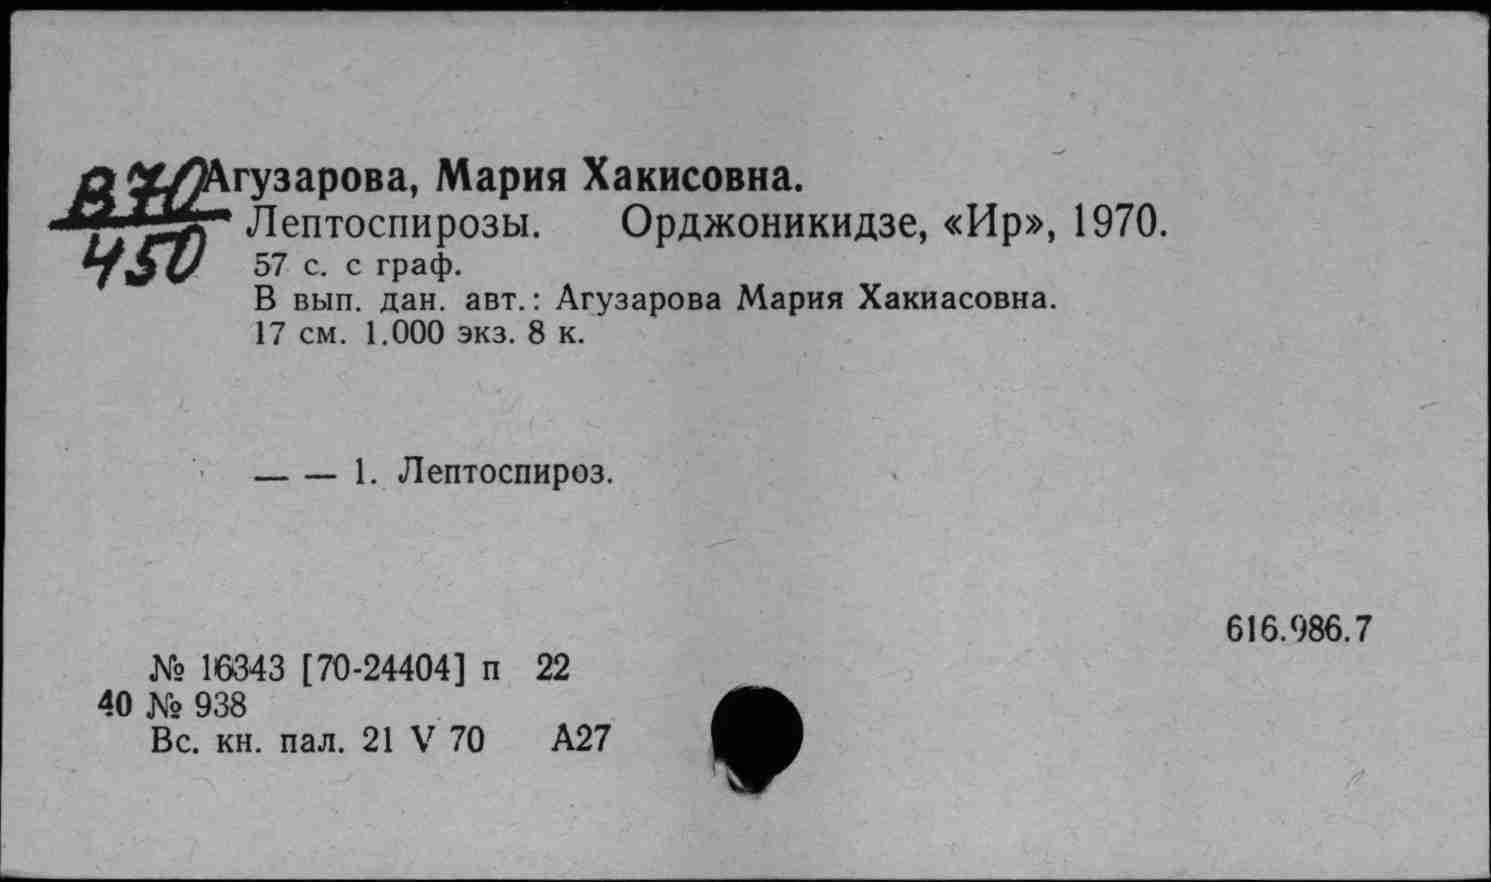 В70
450
Агузарова, Мария Хакисовна.
Лептоспирозы. Орджоникидзе, «Ир», 1970.
57 с. с граф.
В вып. дан. авт.: Агузарова Мария Хакиасовна.
17 см. 1.000 экз. 8 к.
— — 1. Лептоспироз.
616.986.7
№ 16343 [70-24404] п 22
40 № 938
Вс. кн. пал. 21 V 70 А27